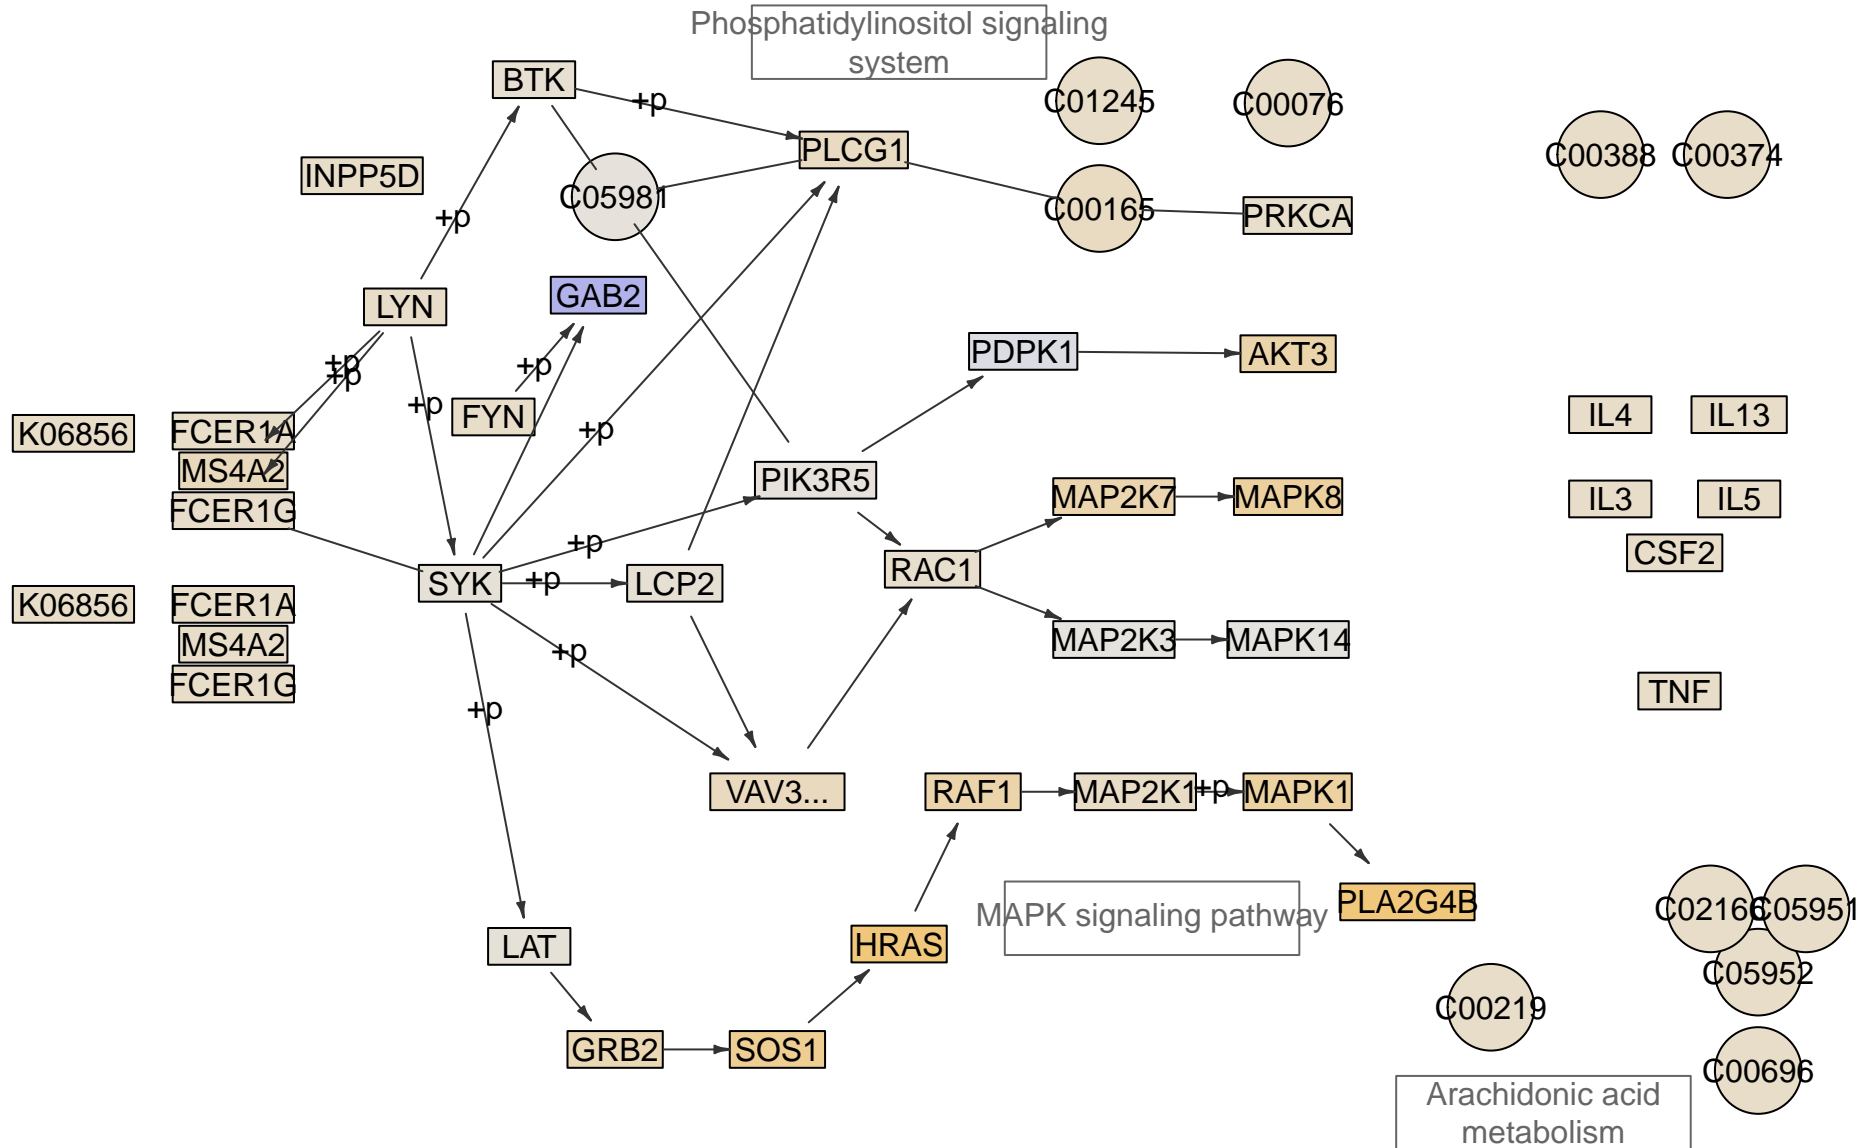 Phosphatidylinositol signaling
system
BTK
+p
C01245
C00076
PLCG1
C00388
C00374
INPP5D
C05981
+p
C00165
PRKCA
LYN
GAB2
PDPK1
AKT3
+p
+p
+p
+p
FYN
+p
IL4
IL13
K06856
FCER1A
MS4A2
FCER1G
PIK3R5
MAP2K7
MAPK8
IL3
IL5
+p
CSF2
SYK
+p
LCP2
RAC1
K06856
FCER1A
MS4A2
FCER1G
+p
MAP2K3
MAPK14
TNF
+p
VAV3...
RAF1
MAP2K1
+p
MAPK1
PLA2G4B
MAPK signaling pathway
C02166
C05951
LAT
HRAS
C05952
C00219
GRB2
SOS1
C00696
Arachidonic acid
metabolism